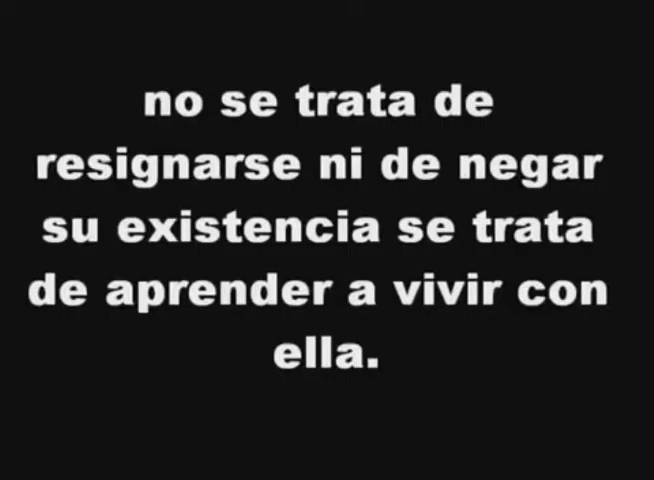 no se trata de
resignarse ni de negar
su existencia se trata
de aprender a vivir con
ella.